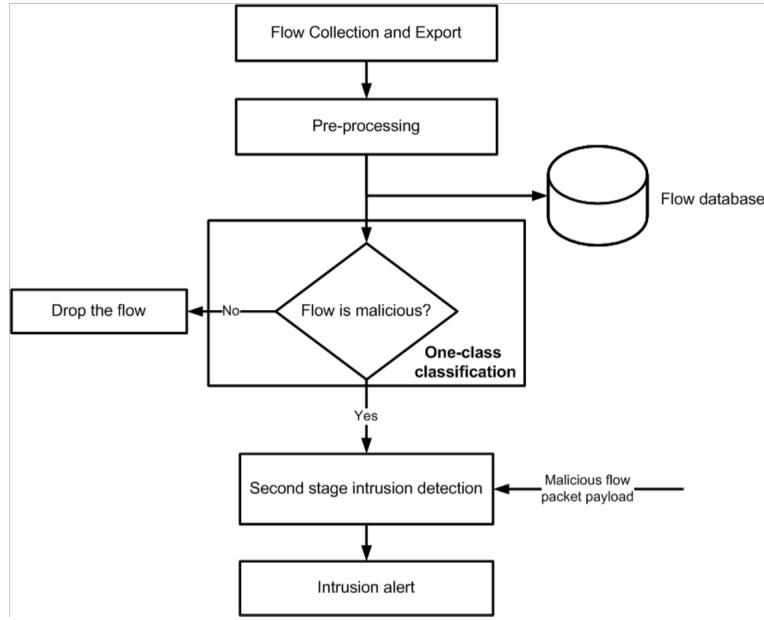 Flow Collection and Export
Pre-processing
Flow database
Drop the flow
No
Flow is malicious?
One-class
classification
Yes
Second stage intrusion detection
Malicious flow
packet payload
Intrusion alert